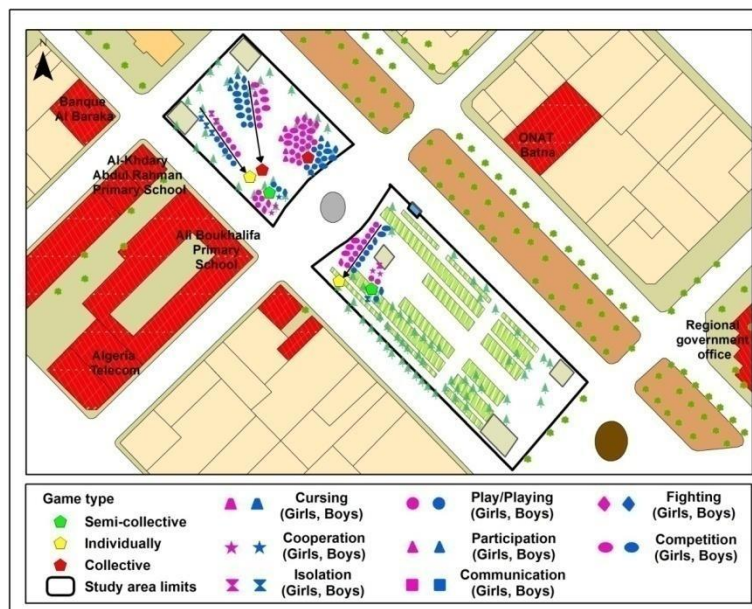 N
Banque
Al Baraka
Al-Khdary
Abdul Rahman
Primary School
Ali Boukhalifa
Primary
School
Algeria
Telecom
ONAT
Batna
Regional
government
office
Game type
Semi-collective
Individually
Collective
Study area limits
Cursing
(Girls, Boys)
Cooperation
(Girls, Boys)
Isolation
(Girls, Boys)
Play/Playing
(Girls, Boys)
Participation
(Girls, Boys)
Communication
(Girls, Boys)
Fighting
(Girls, Boys)
Competition
(Girls, Boys)